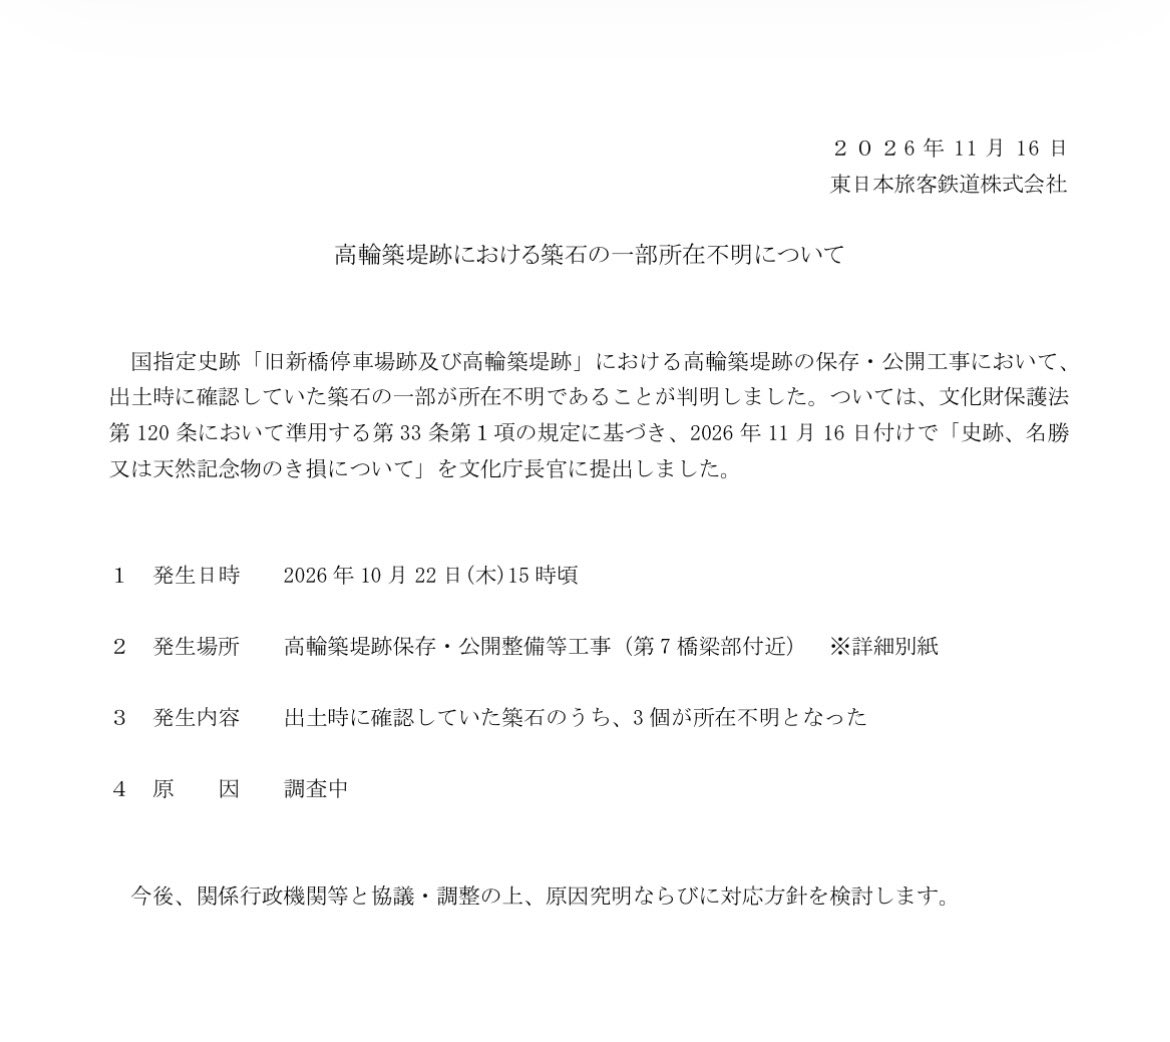 ２０２６年 11 月 16 日
東日本旅客鉄道株式会社
高輪築堤跡における築石の一部所在不明について
国指定史跡「旧新橋停車場跡及び高輪築堤跡」における高輪築堤跡の保存・公開工事において、
出土時に確認していた築石の一部が所在不明であることが判明しました。ついては、文化財保護法
第 120 条において準用する第 33 条第１項の規定に基づき、2026 年 11 月 16 日付けで「史跡、名勝
又は天然記念物のき損について」を文化庁長官に提出しました。
１　発生日時　　2026 年 10 月 22 日(木)15 時頃
２　発生場所　　高輪築堤跡保存・公開整備等工事（第７橋梁部付近）　※詳細別紙
３　発生内容　　出土時に確認していた築石のうち、3 個が所在不明となった
４　原　　因　　調査中
今後、関係行政機関等と協議・調整の上、原因究明ならびに対応方針を検討します。